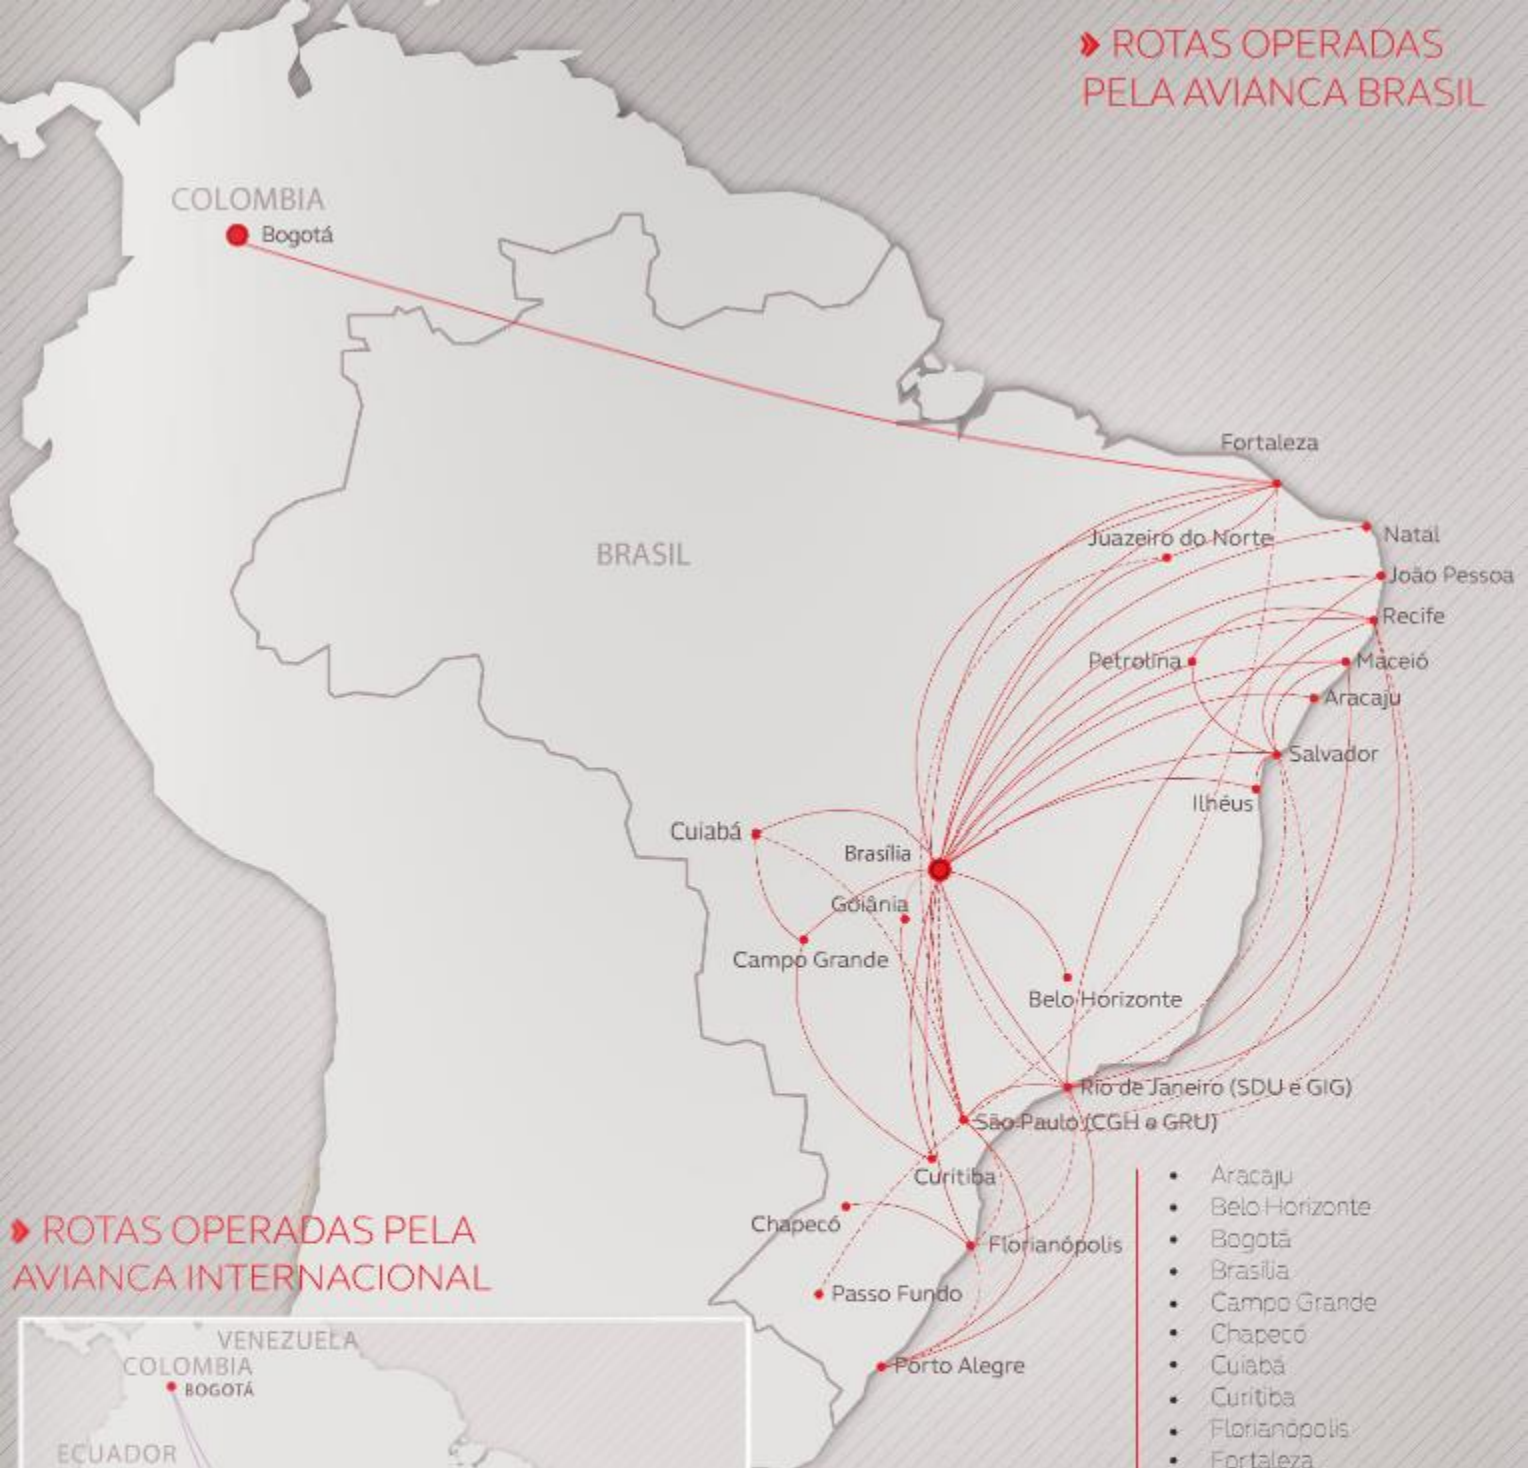 ROTAS OPERADAS
PELA AVIANCA BRASIL
COLOMBIA
Bogotá
Fortaleza
Juazeiro do Norte
Natal
BRASIL
João Pessoa
Recife
Petrolina
Maceió
Aracaju
Salvador
Ilhéus
Cuiabá
Brasília
Goiânia
Campo Grande
Belo Horizonte
Rio de Janeiro (SDU e GIG)
São Paulo (CGH e GRU)
Curitiba
Chapecó
Florianópolis
Passo Fundo
Porto Alegre
• Aracaju
• Belo Horizonte
• Bogotá
• Brasília
• Campo Grande
• Chapecó
• Cuiabá
• Curitiba
• Florianópolis
• Fortaleza
ROTAS OPERADAS PELA
AVIANCA INTERNACIONAL
VENEZUELA
COLOMBIA
BOGOTÁ
ECUADOR